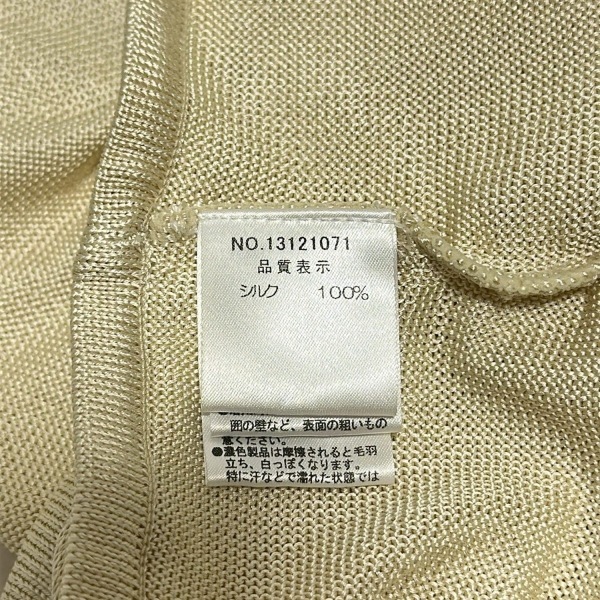 NO.13121071
品質表示
シルク 100%
囲の壁など、表面の粗いもの
意ください。
●濃色製品は摩擦されると毛羽
立ち、白っぽくなります。
特に汗などで濡れた状態では